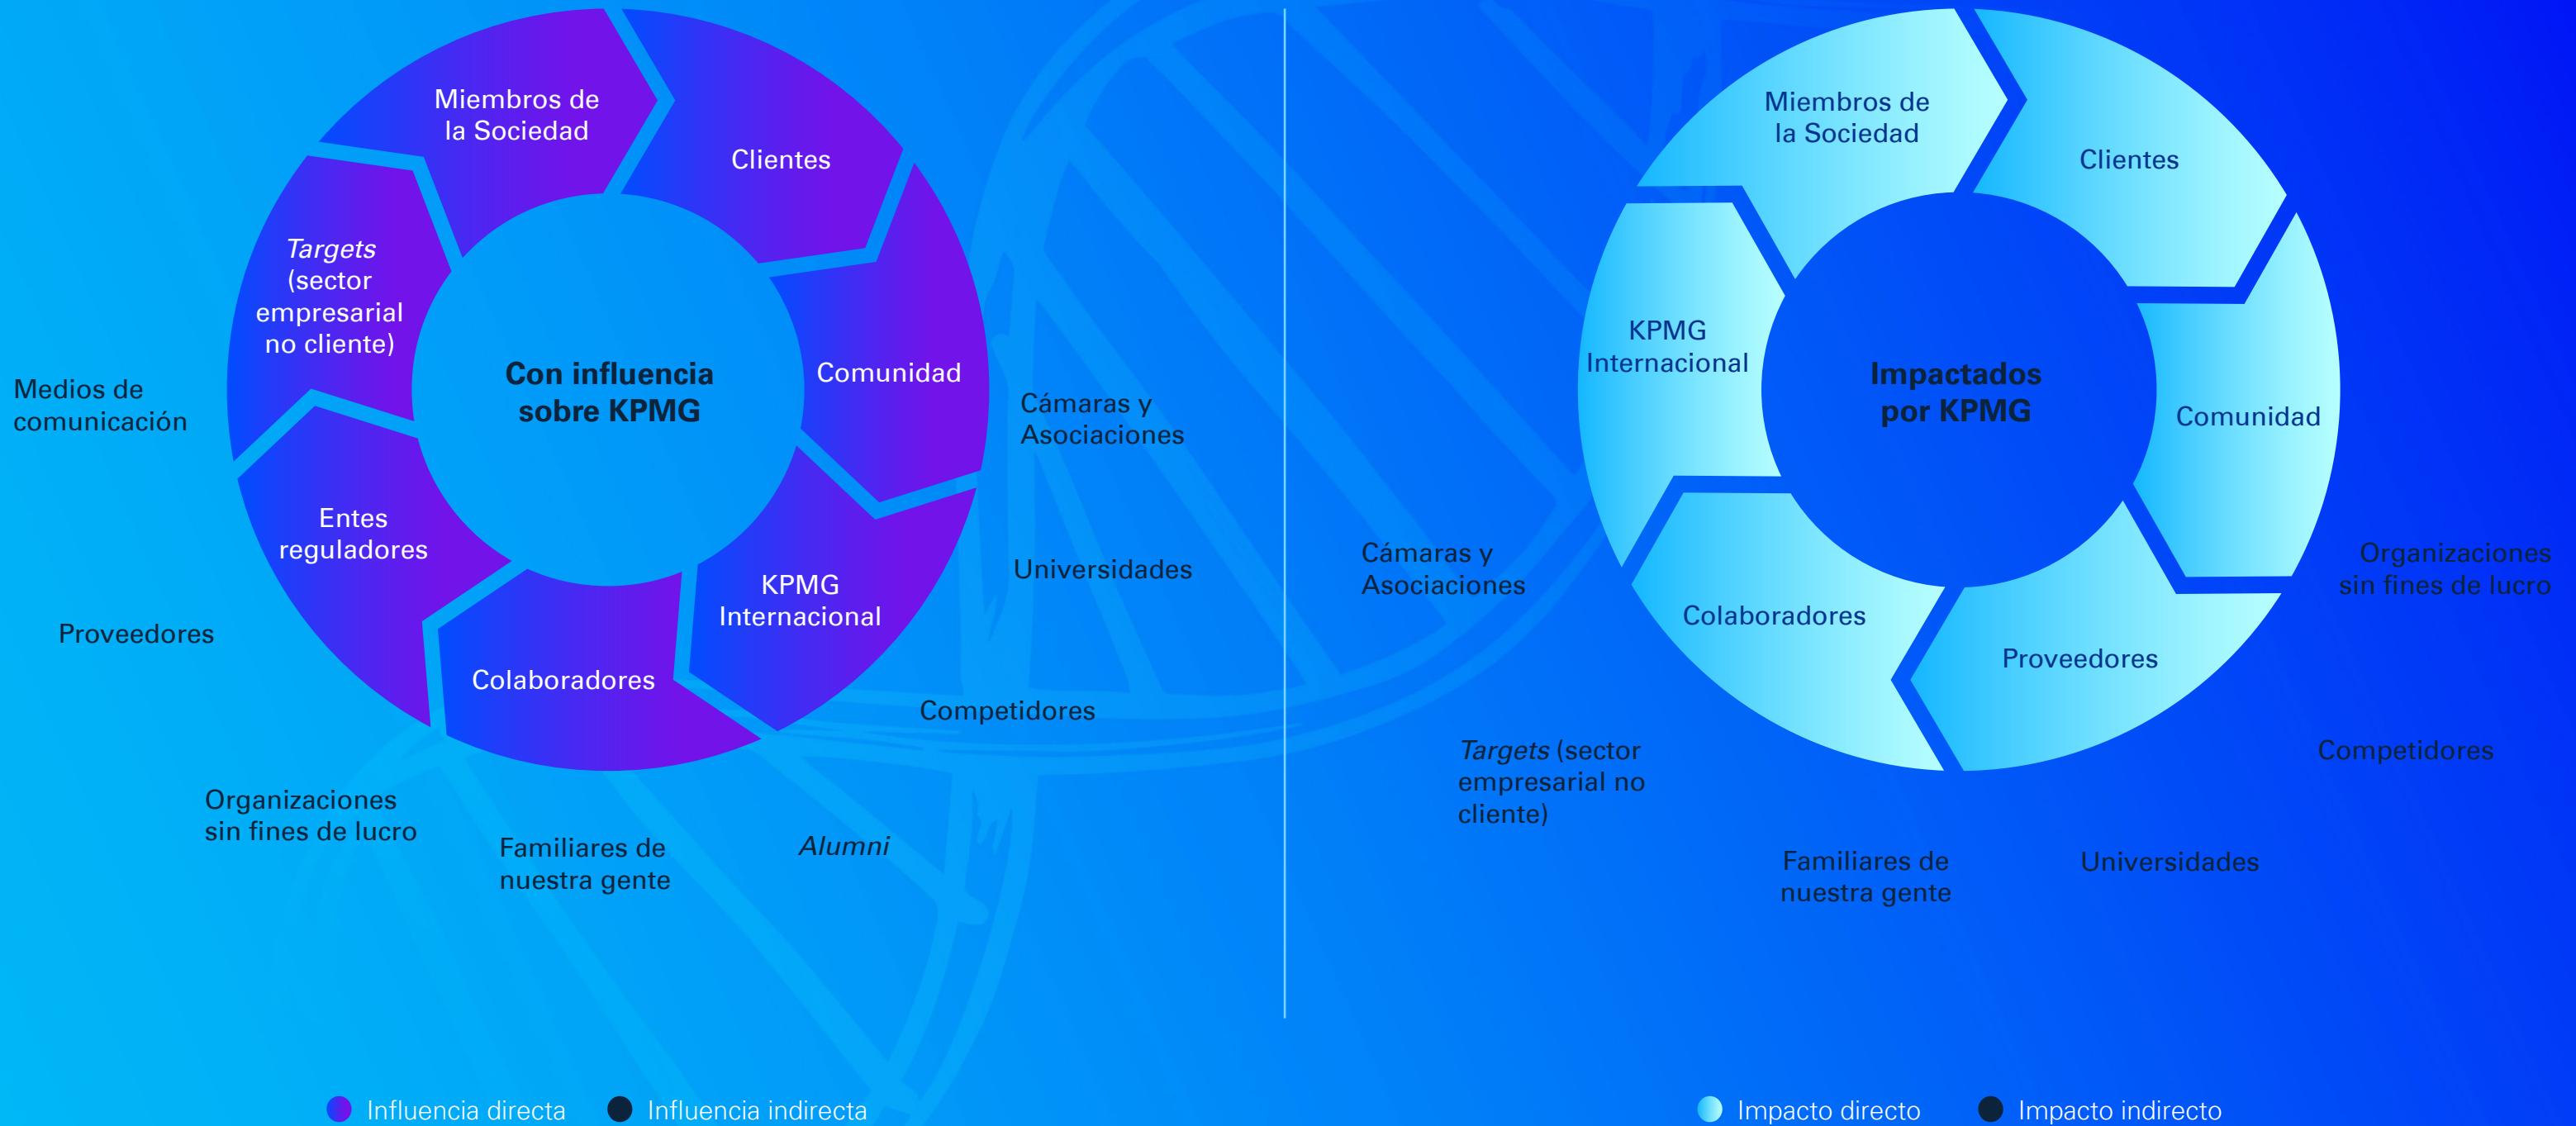 Miembros de
la Sociedad
Clientes
Targets
(sector
empresarial
no cliente)
Comunidad
Con influencia
sobre KPMG
Entes
reguladores
KPMG
Internacional
Colaboradores
Medios de
comunicación
Cámaras y
Asociaciones
Universidades
Proveedores
Competidores
Organizaciones
sin fines de lucro
Familiares de
nuestra gente
Alumni
Influencia directa
Influencia indirecta
Miembros de
la Sociedad
Clientes
KPMG
Internacional
Impactados
por KPMG
Comunidad
Colaboradores
Proveedores
Cámaras y
Asociaciones
Organizaciones
sin fines de lucro
Targets (sector
empresarial no
cliente)
Competidores
Familiares de
nuestra gente
Universidades
Impacto directo
Impacto indirecto